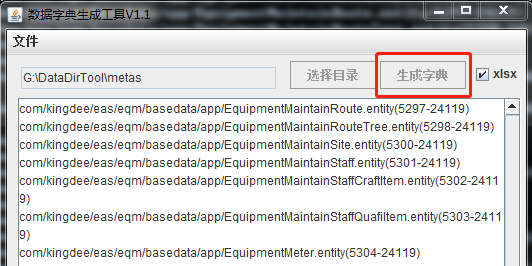 数据字典生成工具V1.1
文件
G:\DataDirTool\metas
选择目录
生成字典
xlsx
com/kingdee/eas/eqm/basedata/app/EquipmentMaintainRoute.entity(5297-24119)
com/kingdee/eas/eqm/basedata/app/EquipmentMaintainRouteTree.entity(5298-24119)
com/kingdee/eas/eqm/basedata/app/EquipmentMaintainSite.entity(5300-24119)
com/kingdee/eas/eqm/basedata/app/EquipmentMaintainStaff.entity(5301-24119)
com/kingdee/eas/eqm/basedata/app/EquipmentMaintainStaffCraftItem.entity(5302-2411
9)
com/kingdee/eas/eqm/basedata/app/EquipmentMaintainStaffQuafiItem.entity(5303-2411
9)
com/kingdee/eas/eqm/basedata/app/EquipmentMeter.entity(5304-24119)